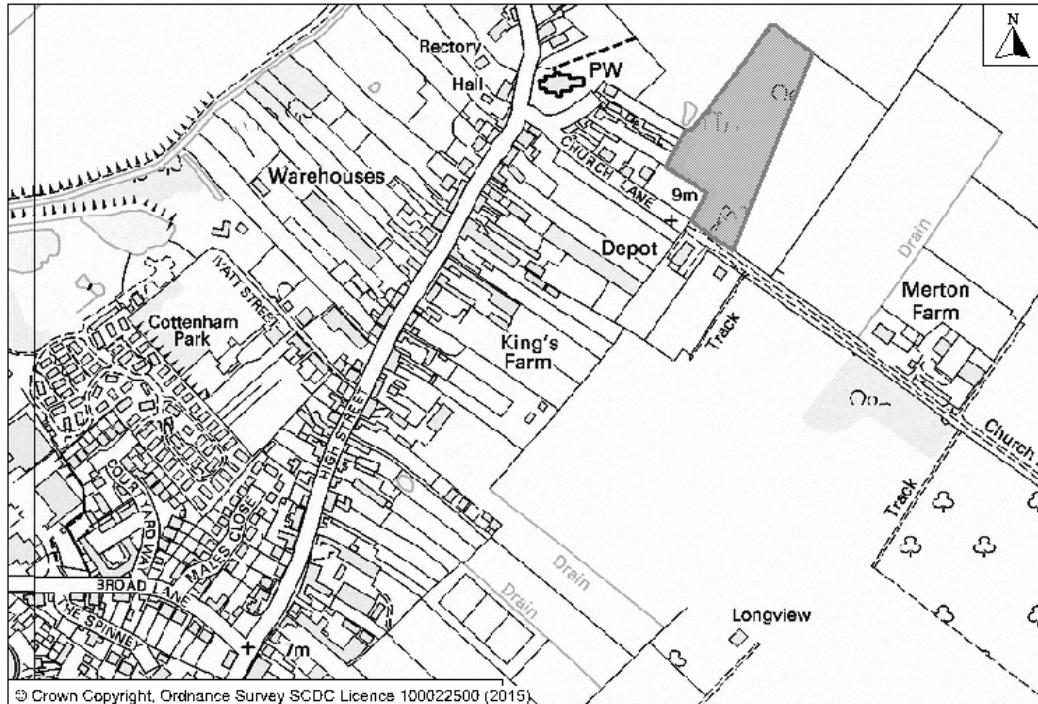 N
Rectory
Hall
PW
Warehouses
CHURCH LANE
9m
Depot
Drain
Merton
Farm
IVATT STREET
Cottenham
Park
King's
Farm
Track
HIGH STREET
Church
Track
COURTYARD WAY
MALES CLOSE
Drain
Drain
BROAD LANE
THE SPINNEY
7m
Longview
© Crown Copyright, Ordnance Survey SCDC Licence 100022500 (2015)